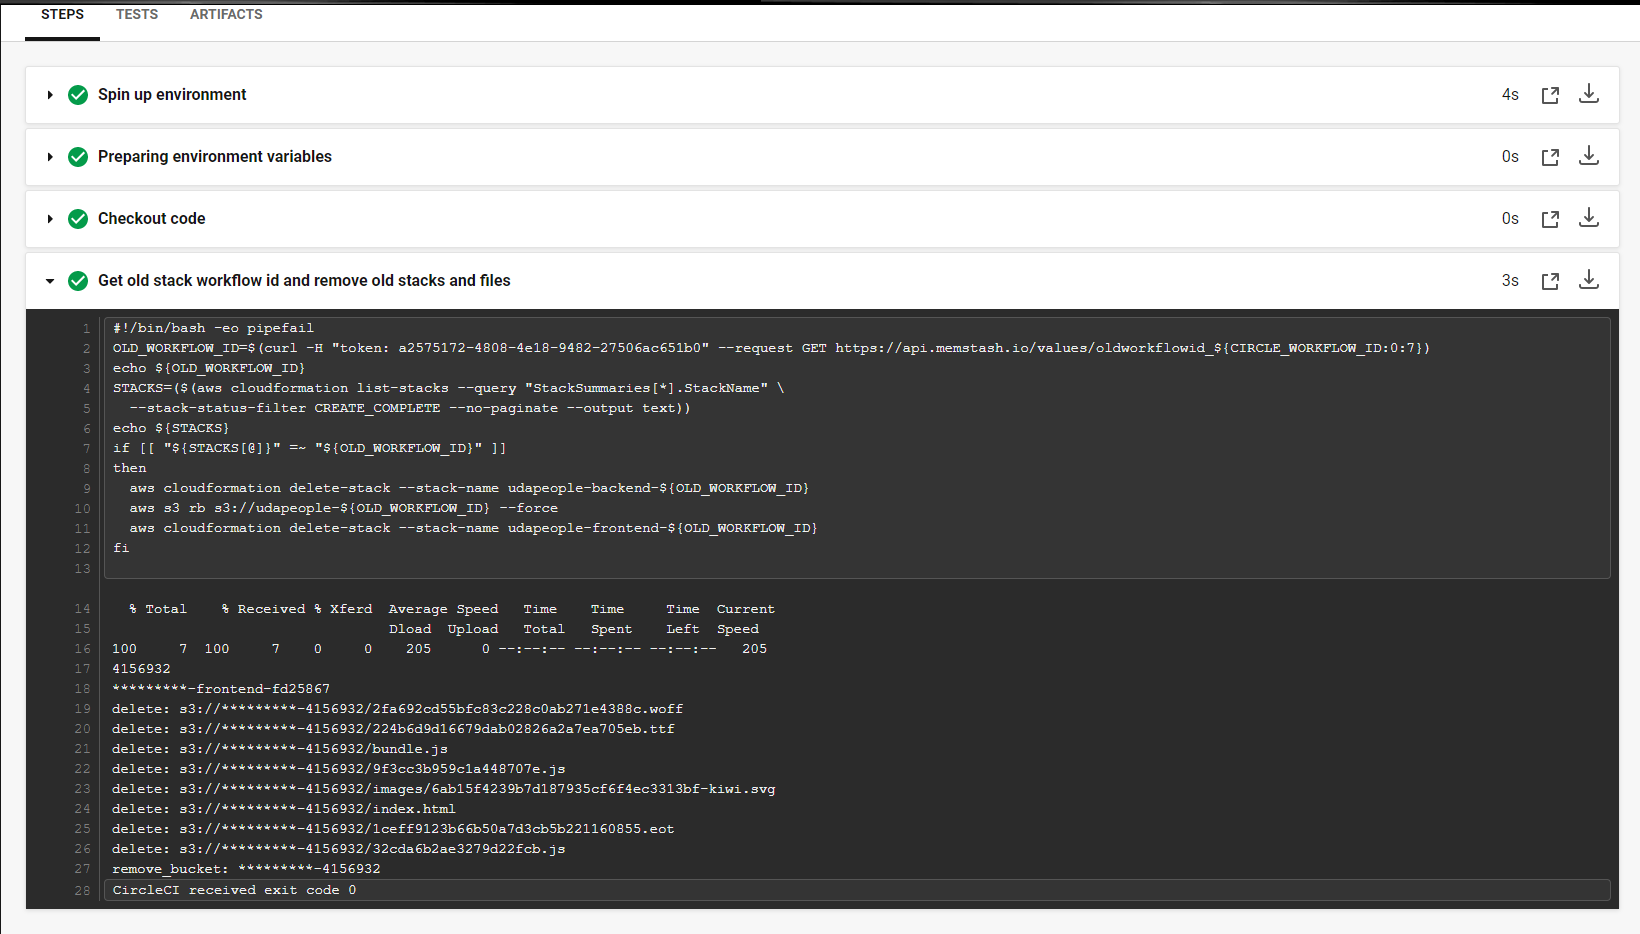 STEPS TESTS ARTIFACTS
Spin up environment 4s
Preparing environment variables 0s
Checkout code 0s
Get old stack workflow id and remove old stacks and files 3s
1 #!/bin/bash -eo pipefail
2 OLD_WORKFLOW_ID=$(curl -H "token: a2575172-4808-4e18-9482-27506ac651b0" --request GET https://api.memstash.io/values/oldworkflowid_${CIRCLE_WORKFLOW_ID:0:7})
3 echo ${OLD_WORKFLOW_ID}
4 STACKS=($(aws cloudformation list-stacks --query "StackSummaries[*].StackName" \
5   --stack-status-filter CREATE_COMPLETE --no-paginate --output text))
6 echo ${STACKS}
7 if [[ "${STACKS[@]}" =~ "${OLD_WORKFLOW_ID}" ]]
8 then
9   aws cloudformation delete-stack --stack-name udapeople-backend-${OLD_WORKFLOW_ID}
10   aws s3 rb s3://udapeople-${OLD_WORKFLOW_ID} --force
11   aws cloudformation delete-stack --stack-name udapeople-frontend-${OLD_WORKFLOW_ID}
12 fi
13
14   % Total    % Received % Xferd  Average Speed   Time    Time     Time  Current
15                                  Dload  Upload   Total   Spent    Left  Speed
16 100     7  100     7    0     0    205      0 --:--:-- --:--:-- --:--:--   205
17 4156932
18 *********-frontend-fd25867
19 delete: s3://*********-4156932/2fa692cd55bfc83c228c0ab271e4388c.woff
20 delete: s3://*********-4156932/224b6d9d16679dab02826a2a7ea705eb.ttf
21 delete: s3://*********-4156932/bundle.js
22 delete: s3://*********-4156932/9f3cc3b959c1a448707e.js
23 delete: s3://*********-4156932/images/6ab15f4239b7d187935cf6f4ec3313bf-kiwi.svg
24 delete: s3://*********-4156932/index.html
25 delete: s3://*********-4156932/1ceff9123b66b50a7d3cb5b221160855.eot
26 delete: s3://*********-4156932/32cda6b2ae3279d22fcb.js
27 remove_bucket: *********-4156932
28 CircleCI received exit code 0